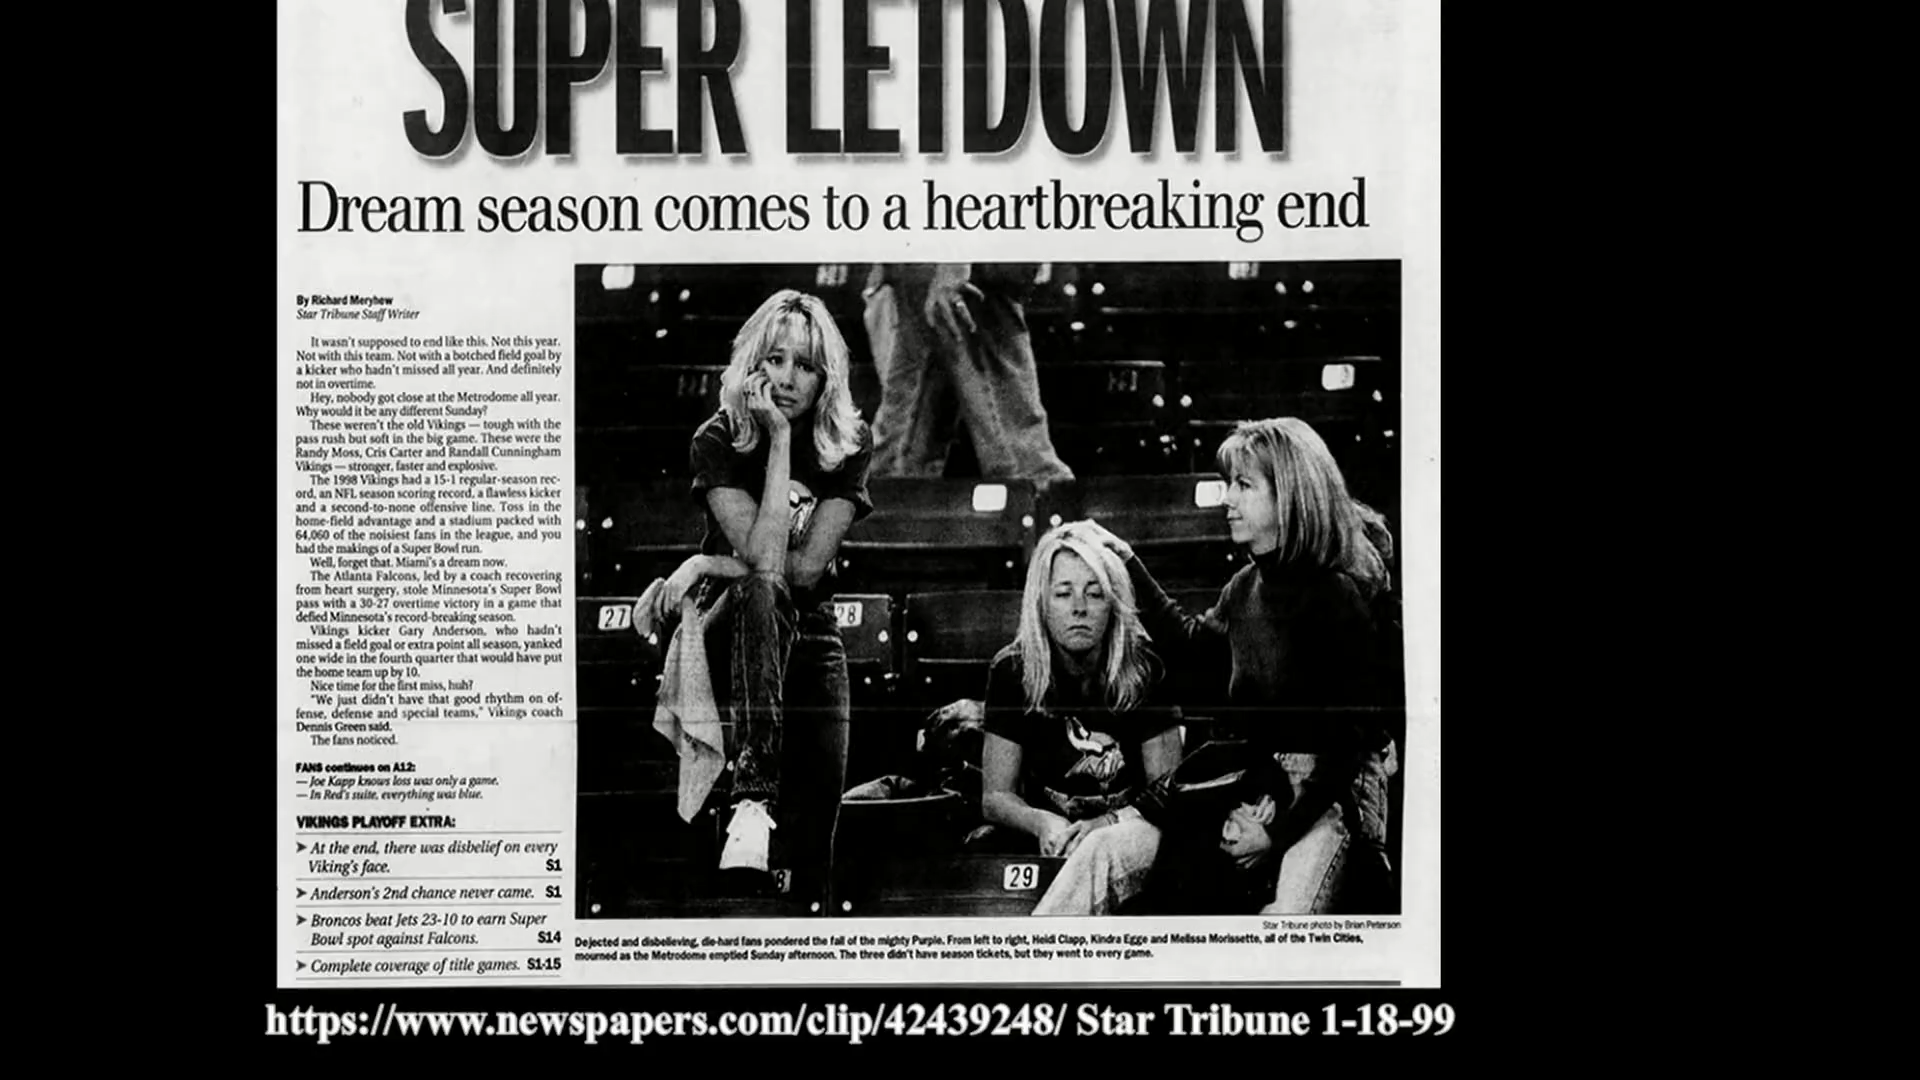 SUPER LETDOWN
Dream season comes to a heartbreaking end
By Richard Meryhew
Star Tribune Staff Writer
It wasn't supposed to end like this. Not this year.
Not with this team. Not with a botched field goal by
a kicker who hadn't missed all year. And definitely
not in overtime.
Hey, nobody got close at the Metrodome all year.
Why would it be any different Sunday?
These weren't the old Vikings — tough with the
pass rush but soft in the big game. These were the
Randy Moss, Cris Carter and Randall Cunningham
Vikings — stronger, faster and explosive.
The 1998 Vikings had a 15-1 regular-season rec-
ord, an NFL season scoring record, a flawless kicker
and a second-to-none offensive line. Toss in the
home-field advantage and a stadium packed with
64,060 of the noisiest fans in the league, and you
had the makings of a Super Bowl run.
Well, forget that. Miami's a dream now.
The Atlanta Falcons, led by a coach recovering
from heart surgery, stole Minnesota's Super Bowl
pass with a 30-27 overtime victory in a game that
defied Minnesota's record-breaking season.
Vikings kicker Gary Anderson, who hadn't
missed a field goal or extra point all season, yanked
one wide in the fourth quarter that would have put
the home team up by 10.
Nice time for the first miss, huh?
"We just didn't have that good rhythm on of-
fense, defense and special teams," Vikings coach
Dennis Green said.
The fans noticed.
FANS continues on A12:
— Joe Kapp knows loss was only a game.
— In Red's suite, everything was blue.
VIKINGS PLAYOFF EXTRA:
➤ At the end, there was disbelief on every
Viking's face. S1
➤ Anderson's 2nd chance never came. S1
➤ Broncos beat Jets 23-10 to earn Super
Bowl spot against Falcons. S14
➤ Complete coverage of title games. S1-15
27
28
8
29
Star Tribune photo by Brian Peterson
Dejected and disbelieving, die-hard fans pondered the fall of the mighty Purple. From left to right, Heidi Clapp, Kindra Egge and Melissa Morissette, all of the Twin Cities,
mourned as the Metrodome emptied Sunday afternoon. The three didn't have season tickets, but they went to every game.
https://www.newspapers.com/clip/42439248/ Star Tribune 1-18-99